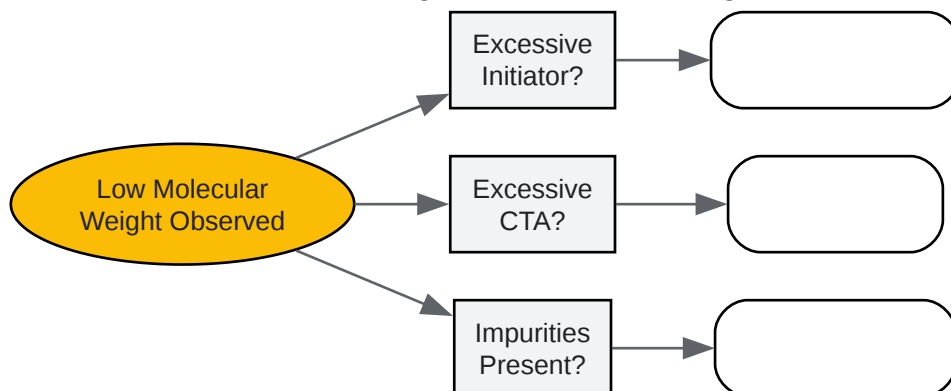 Excessive
Initiator?
Low Molecular
Weight Observed
Excessive
CTA?
Impurities
Present?